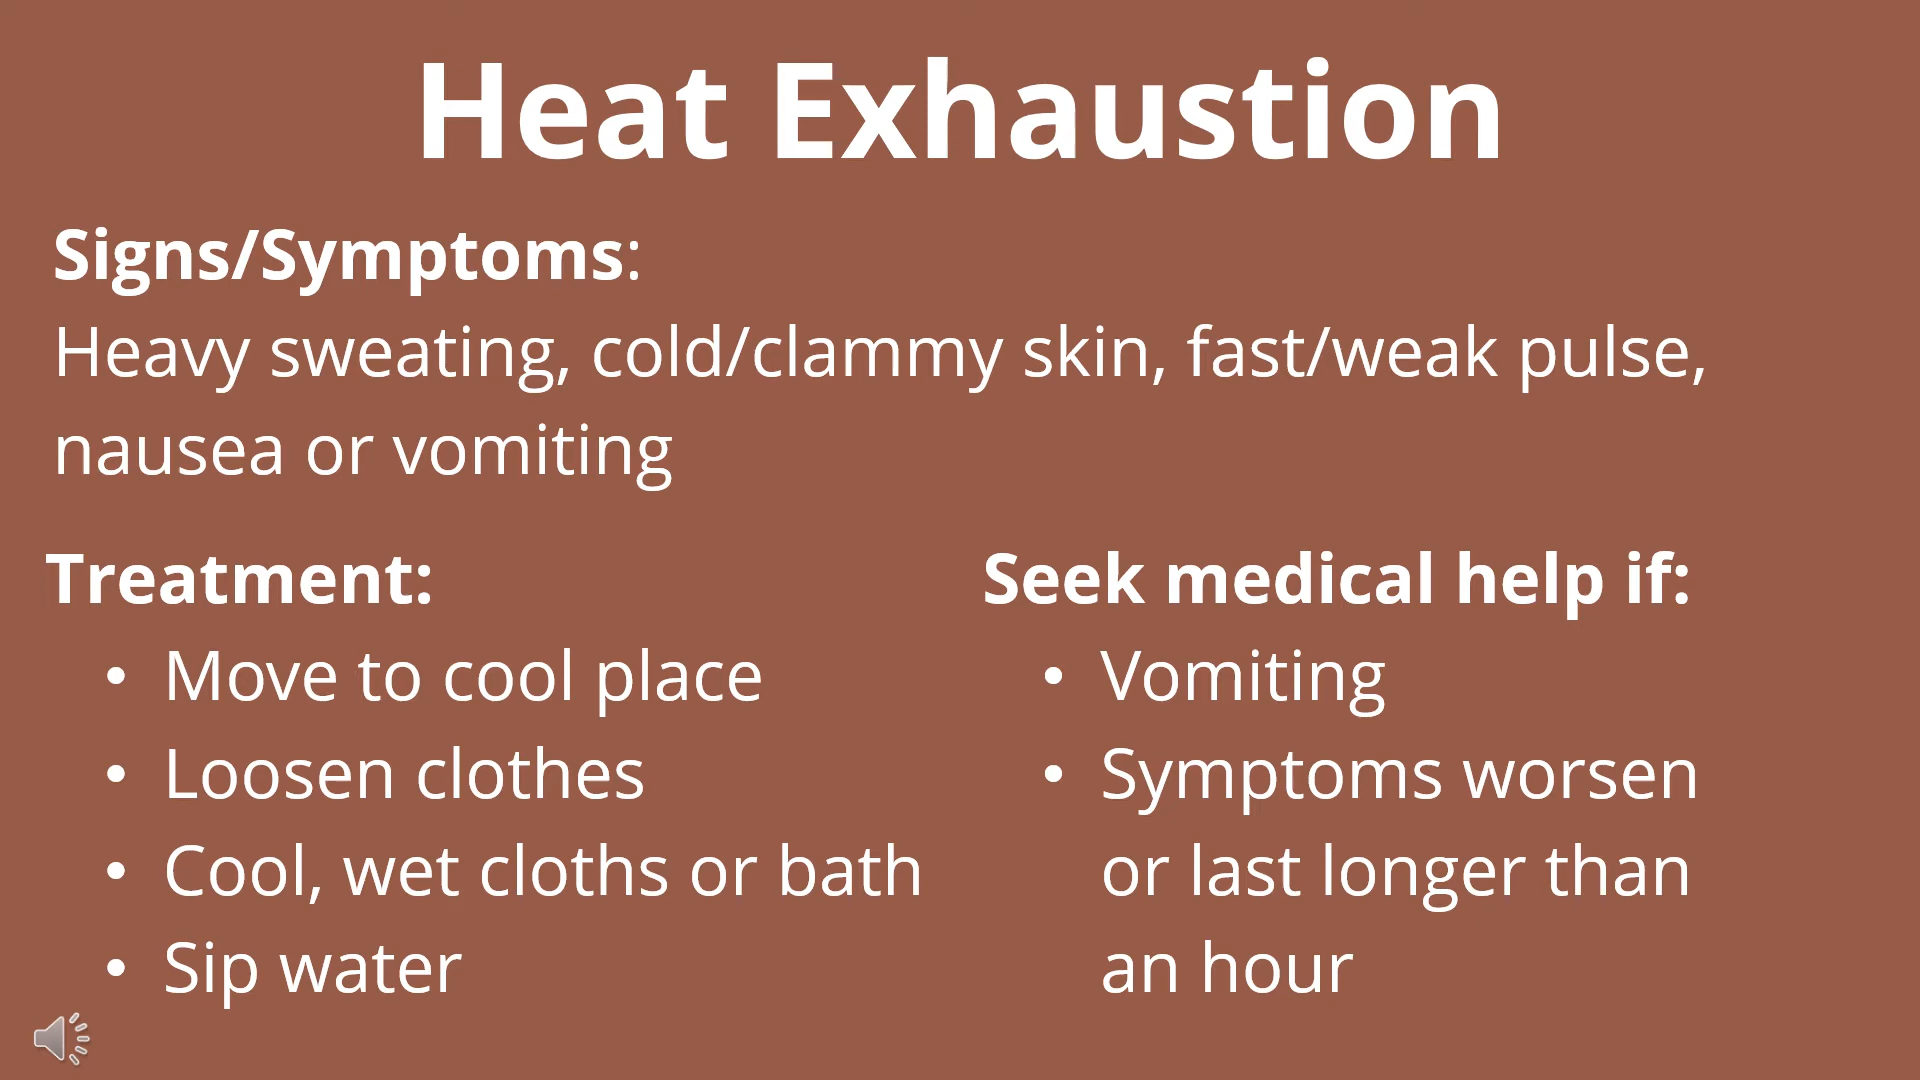 Heat Exhaustion
Signs/Symptoms:
Heavy sweating, cold/clammy skin, fast/weak pulse,
nausea or vomiting
Treatment:
• Move to cool place
• Loosen clothes
• Cool, wet cloths or bath
• Sip water
Seek medical help if:
• Vomiting
• Symptoms worsen
or last longer than
an hour